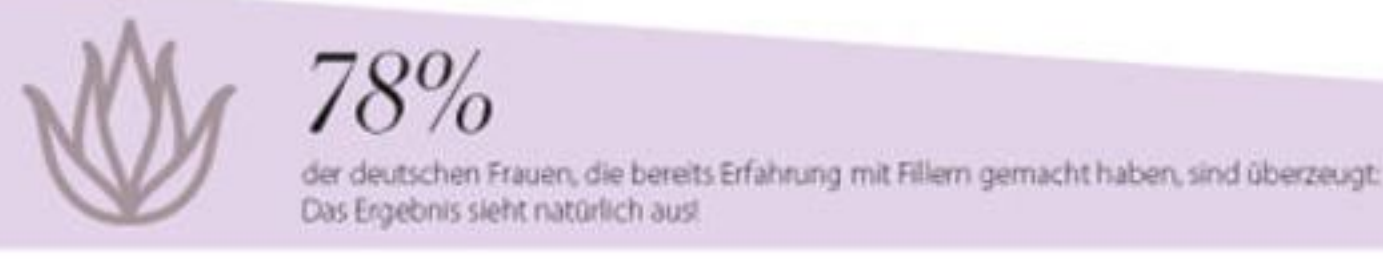 78%
der deutschen Frauen, die bereits Erfahrung mit Fillern gemacht haben, sind überzeugt:
Das Ergebnis sieht natürlich aus!